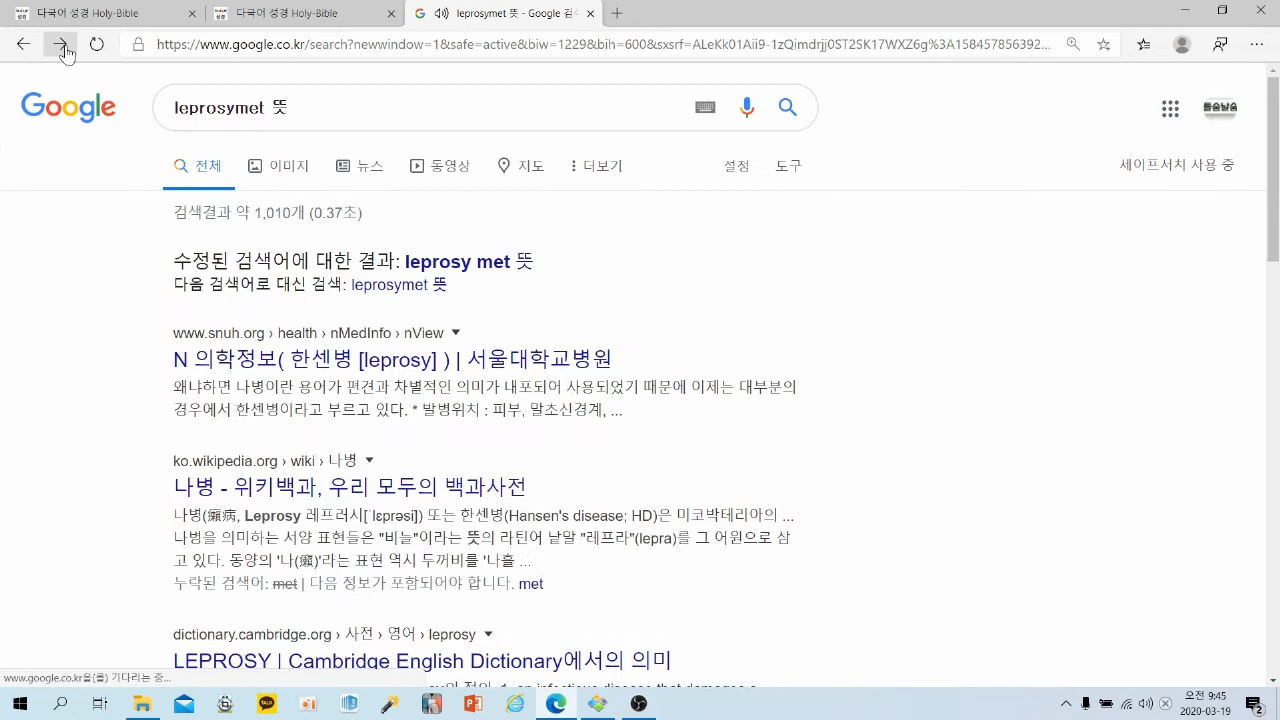 다국어 성경 Holy-Bible
다국어 성경 Holy-Bible
leprosymet 뜻 - Google 검색
https://www.google.co.kr/search?newwindow=1&safe=active&biw=1229&bih=600&sxsrf=ALeKk01Aii9-1zQimdrjj0ST2SK17WXZ6g%3A158457856392...
Google
leprosymet 뜻
돌숨날숨
전체
이미지
뉴스
동영상
지도
더보기
설정
도구
세이프서치 사용 중
검색결과 약 1,010개 (0.37초)
수정된 검색어에 대한 결과: leprosy met 뜻
다음 검색어로 대신 검색: leprosymet 뜻
www.snuh.org › health › nMedInfo › nView
N 의학정보( 한센병 [leprosy] ) | 서울대학교병원
왜냐하면 나병이란 용어가 편견과 차별적인 의미가 내포되어 사용되었기 때문에 이제는 대부분의
경우에서 한센병이라고 부르고 있다. * 발병위치 : 피부, 말초신경계, ...
ko.wikipedia.org › wiki › 나병
나병 - 위키백과, 우리 모두의 백과사전
나병(癩病, Leprosy 레프러시[ˈlɛprəsi]) 또는 한센병(Hansen's disease; HD)은 미코박테리아의 ...
나병을 의미하는 서양 표현들은 "비늘"이라는 뜻의 라틴어 낱말 "레프라"(lepra)를 그 어원으로 삼
고 있다. 동양의 '나(癩)'라는 표현 역시 두꺼비를 '나흘 ...
누락된 검색어: met | 다음 정보가 포함되어야 합니다. met
dictionary.cambridge.org › 사전 › 영어 › leprosy
LEPROSY | Cambridge English Dictionary에서의 의미
www.google.co.kr을(를) 기다리는 중...
TALK
오전 9:45
2020-03-19
2